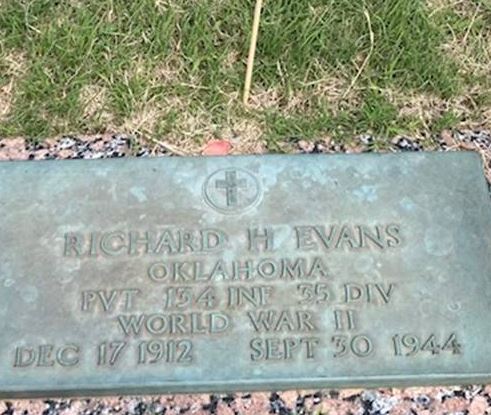 RICHARD H EVANS
OKLAHOMA
PVT 134 INF 35 DIV
WORLD WAR II
DEC 17 1912 SEPT 30 1944